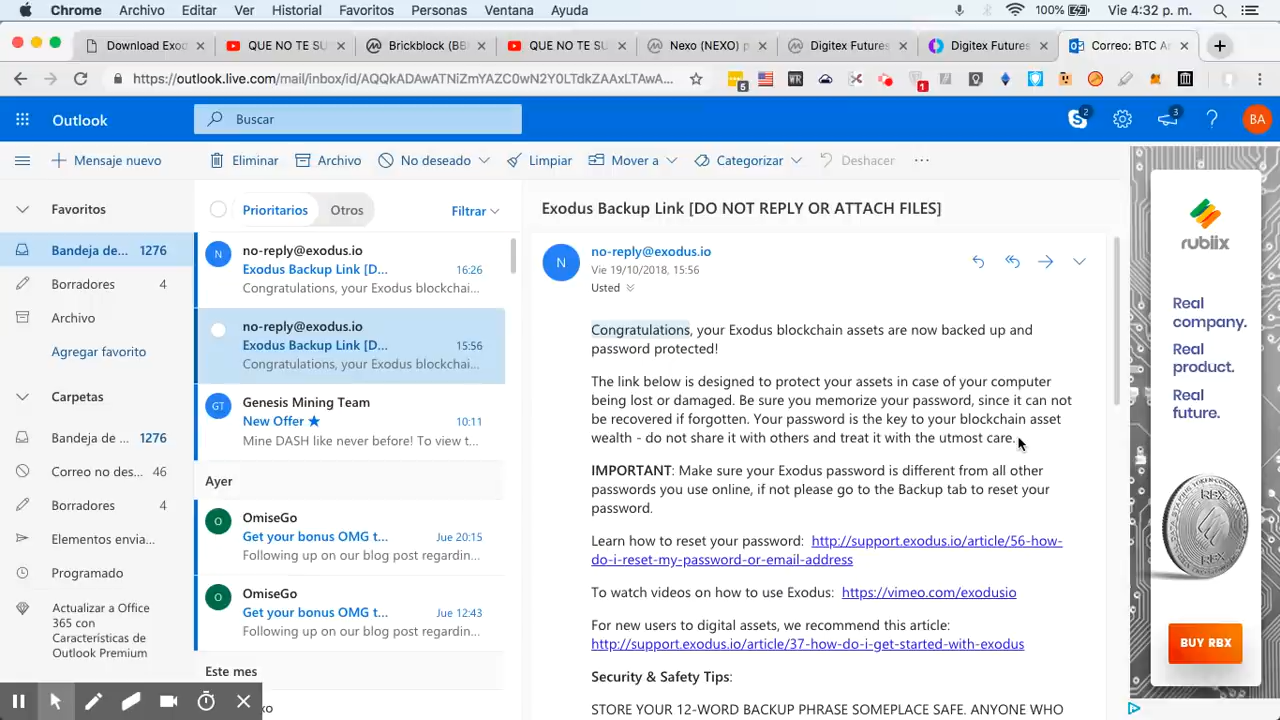 Chrome Archivo Editar Ver Historial Favoritos Personas Ventana Ayuda 100% Vie 4:32 p. m.
Download Exod QUE NO TE SU Brickblock (BBI QUE NO TE SU Nexo (NEXO) p Digitex Futures Digitex Futures Correo: BTC Ar
https://outlook.live.com/mail/inbox/id/AQQkADAwATNiZmYAZC0wN2Y0LTdkZAAxLTAwA...
6
1
Outlook
Buscar
2
3
BA
Mensaje nuevo Eliminar Archivo No deseado Limpiar Mover a Categorizar Deshacer ...
Favoritos
Bandeja de... 1276
Borradores 4
Archivo
Agregar favorito
Carpetas
Bandeja de ... 1276
Correo no des... 46
Borradores 4
Elementos envia...
Programado
Actualizar a Office
365 con
Características de
Outlook Premium
Prioritarios Otros Filtrar
N
no-reply@exodus.io
Exodus Backup Link [D... 16:26
Congratulations, your Exodus blockchai...
no-reply@exodus.io
Exodus Backup Link [D... 15:56
Congratulations, your Exodus blockchai...
GT
Genesis Mining Team
New Offer ★ 10:11
Mine DASH like never before! To view t...
Ayer
O
OmiseGo
Get your bonus OMG t... Jue 20:15
Following up on our blog post regardin...
O
OmiseGo
Get your bonus OMG t... Jue 12:43
Following up on our blog post regardin...
Este mes
Exodus Backup Link [DO NOT REPLY OR ATTACH FILES]
N
no-reply@exodus.io
Vie 19/10/2018, 15:56
Usted
Congratulations, your Exodus blockchain assets are now backed up and
password protected!
The link below is designed to protect your assets in case of your computer
being lost or damaged. Be sure you memorize your password, since it can not
be recovered if forgotten. Your password is the key to your blockchain asset
wealth - do not share it with others and treat it with the utmost care.
IMPORTANT: Make sure your Exodus password is different from all other
passwords you use online, if not please go to the Backup tab to reset your
password.
Learn how to reset your password: http://support.exodus.io/article/56-how-
do-i-reset-my-password-or-email-address
To watch videos on how to use Exodus: https://vimeo.com/exodusio
For new users to digital assets, we recommend this article:
http://support.exodus.io/article/37-how-do-i-get-started-with-exodus
Security & Safety Tips:
STORE YOUR 12-WORD BACKUP PHRASE SOMEPLACE SAFE. ANYONE WHO
rubiix
Real
company.
Real
product.
Real
future.
RBX
BUY RBX